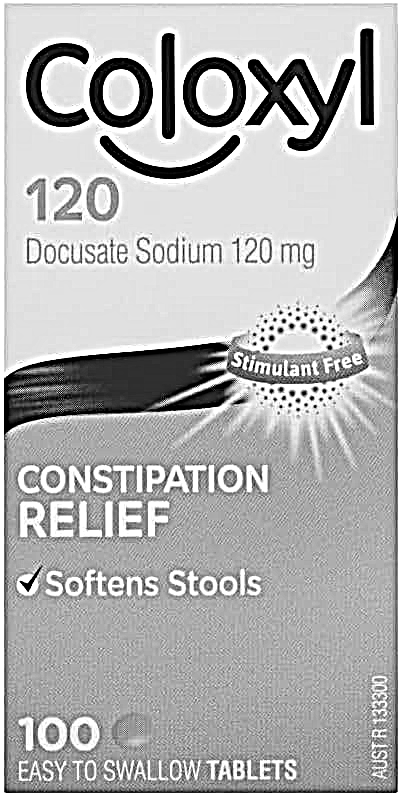 Coloxyl
120
Docusate Sodium 120 mg
Stimulant Free
CONSTIPATION
RELIEF
Softens Stools
100
EASY TO SWALLOW TABLETS
AUST R 133300